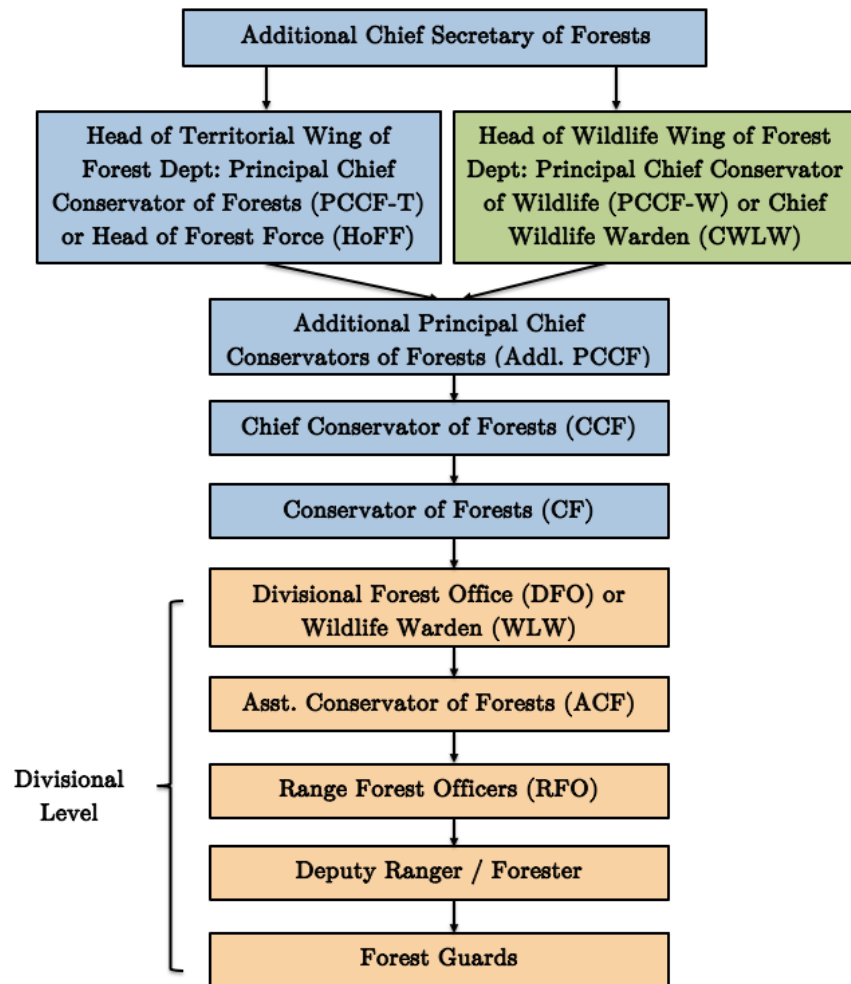 Additional Chief Secretary of Forests
Head of Territorial Wing of
Forest Dept: Principal Chief
Conservator of Forests (PCCF-T)
or Head of Forest Force (HoFF)
Head of Wildlife Wing of Forest
Dept: Principal Chief Conservator
of Wildlife (PCCF-W) or Chief
Wildlife Warden (CWLW)
Additional Principal Chief
Conservators of Forests (Addl. PCCF)
Chief Conservator of Forests (CCF)
Conservator of Forests (CF)
Divisional Forest Office (DFO) or
Wildlife Warden (WLW)
Asst. Conservator of Forests (ACF)
Divisional
Level
Range Forest Officers (RFO)
Deputy Ranger / Forester
Forest Guards